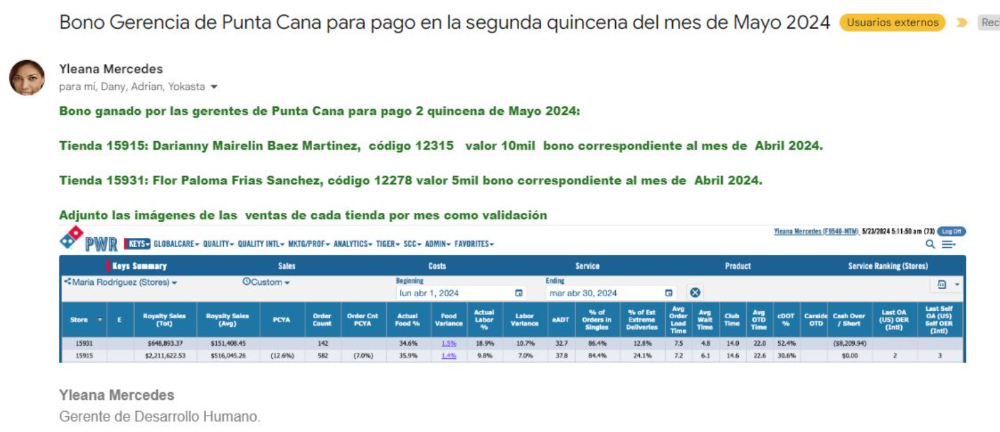 Bono Gerencia de Punta Cana para pago en la segunda quincena del mes de Mayo 2024 Usuarios externos
Yleana Mercedes
para mí, Dany, Adrian, Yokasta
Bono ganado por las gerentes de Punta Cana para pago 2 quincena de Mayo 2024:
Tienda 15915: Darianny Mairelin Baez Martinez, código 12315 valor 10mil bono correspondiente al mes de Abril 2024.
Tienda 15931: Flor Paloma Frias Sanchez, código 12278 valor 5mil bono correspondiente al mes de Abril 2024.
Adjunto las imágenes de las ventas de cada tienda por mes como validación
Yleana Mercedes (F9540-MTM) 5/23/2024 5:11:50 am (73) Log Off
PWR KEYS GLOBALCARE QUALITY QUALITY INTL MKTG/PROF ANALYTICS TIGER SCC ADMIN FAVORITES
Keys Summary Sales Costs Service Product Service Ranking (Stores)
Maria Rodriguez (Stores) Custom Beginning Ending
lun abr 1, 2024 mar abr 30, 2024
Store E Royalty Sales (Tot) Royalty Sales (Avg) PCYA Order Count Order Cnt PCYA Actual Food % Food Variance Actual Labor % Labor Variance eADT % of Orders in Singles % of Est Extreme Deliveries Avg Order Load Time Avg Wait Time Club Time Avg OTD Time cDOT % Carside OTD Cash Over / Short Last OA (US) OER (Intl) Last Self OA (US) Self OER (Intl)
15931 $648,893.37 $151,408.45 142 34.6% 1.5% 18.9% 10.7% 32.7 86.4% 12.8% 7.5 4.8 14.0 22.0 52.4% ($8,209.94)
15915 $2,211,622.53 $516,045.26 (12.6%) 582 (7.0%) 35.9% 1.4% 9.8% 7.0% 37.8 84.4% 24.1% 7.2 6.1 14.6 22.6 30.6% $0.00 2 3
Yleana Mercedes
Gerente de Desarrollo Humano.